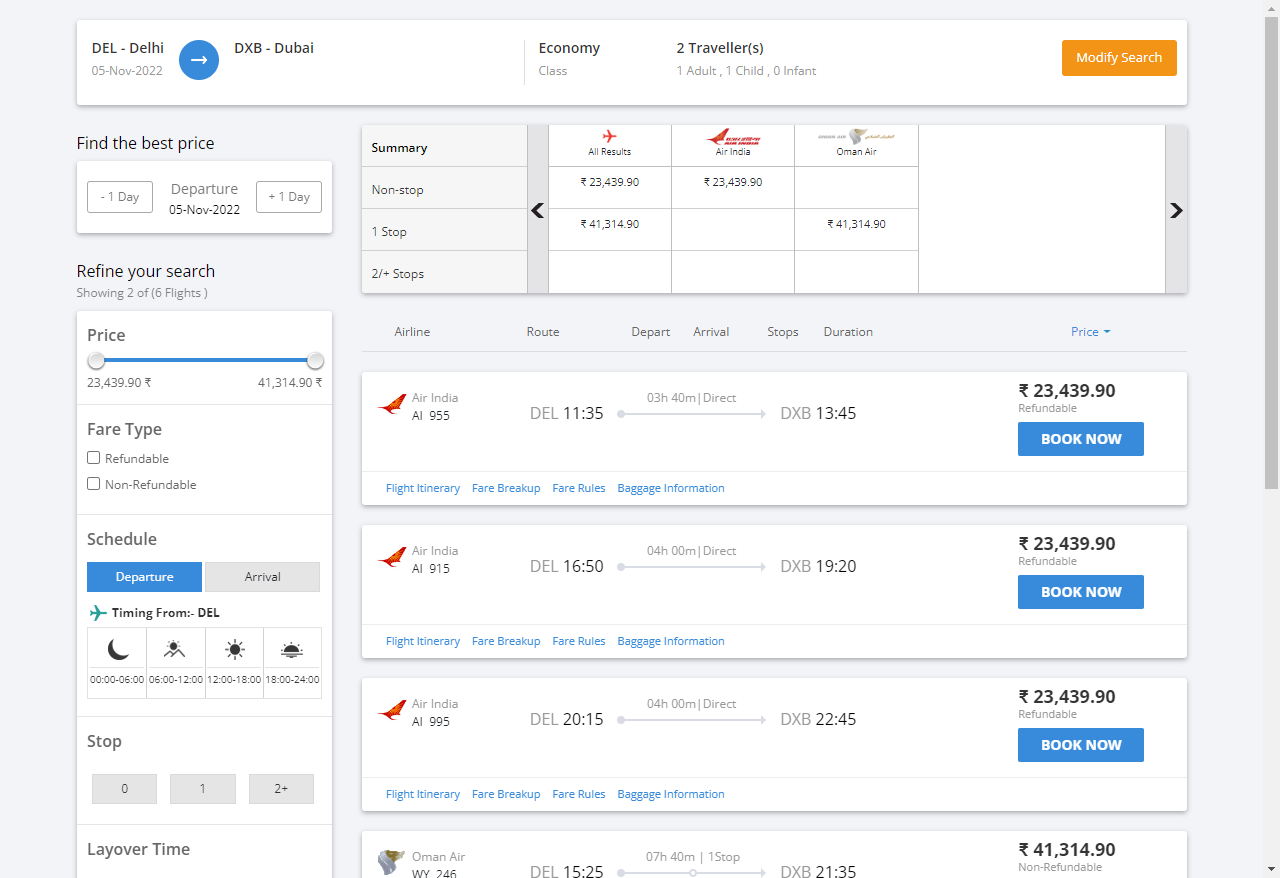 DEL - Delhi
05-Nov-2022
DXB - Dubai
Economy
Class
2 Traveller(s)
1 Adult , 1 Child , 0 Infant
Modify Search
Find the best price
- 1 Day
Departure
05-Nov-2022
+ 1 Day
Refine your search
Showing 2 of (6 Flights )
Price
23,439.90 ₹
41,314.90 ₹
Fare Type
Refundable
Non-Refundable
Schedule
Departure
Arrival
Timing From:- DEL
00:00-06:00
06:00-12:00
12:00-18:00
18:00-24:00
Stop
0
1
2+
Layover Time
Summary
All Results
AIR INDIA
Air India
Oman Air
Non-stop
₹ 23,439.90
₹ 23,439.90
1 Stop
₹ 41,314.90
₹ 41,314.90
2/+ Stops
Airline
Route
Depart
Arrival
Stops
Duration
Price
Air India
AI 955
DEL 11:35
03h 40m|Direct
DXB 13:45
₹ 23,439.90
Refundable
BOOK NOW
Flight Itinerary
Fare Breakup
Fare Rules
Baggage Information
Air India
AI 915
DEL 16:50
04h 00m|Direct
DXB 19:20
₹ 23,439.90
Refundable
BOOK NOW
Flight Itinerary
Fare Breakup
Fare Rules
Baggage Information
Air India
AI 995
DEL 20:15
04h 00m|Direct
DXB 22:45
₹ 23,439.90
Refundable
BOOK NOW
Flight Itinerary
Fare Breakup
Fare Rules
Baggage Information
Oman Air
WY 246
DEL 15:25
07h 40m | 1Stop
DXB 21:35
₹ 41,314.90
Non-Refundable